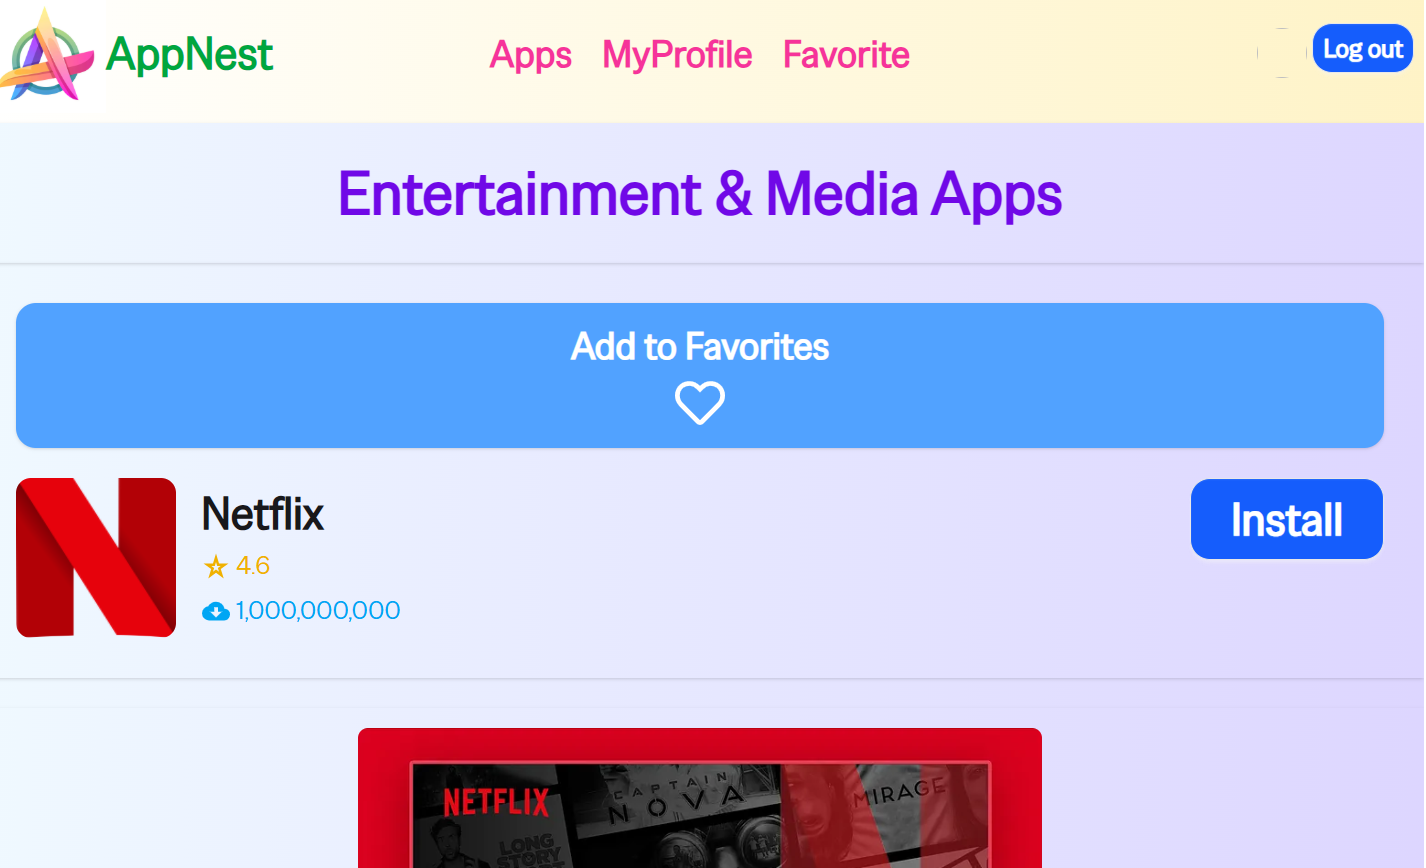 AppNest
Apps MyProfile Favorite
Log out
Entertainment & Media Apps
Add to Favorites
Netflix
Install
4.6
1,000,000,000
NETFLIX
CAPTAIN
NOVA
MIRAGE
LONG
STORY